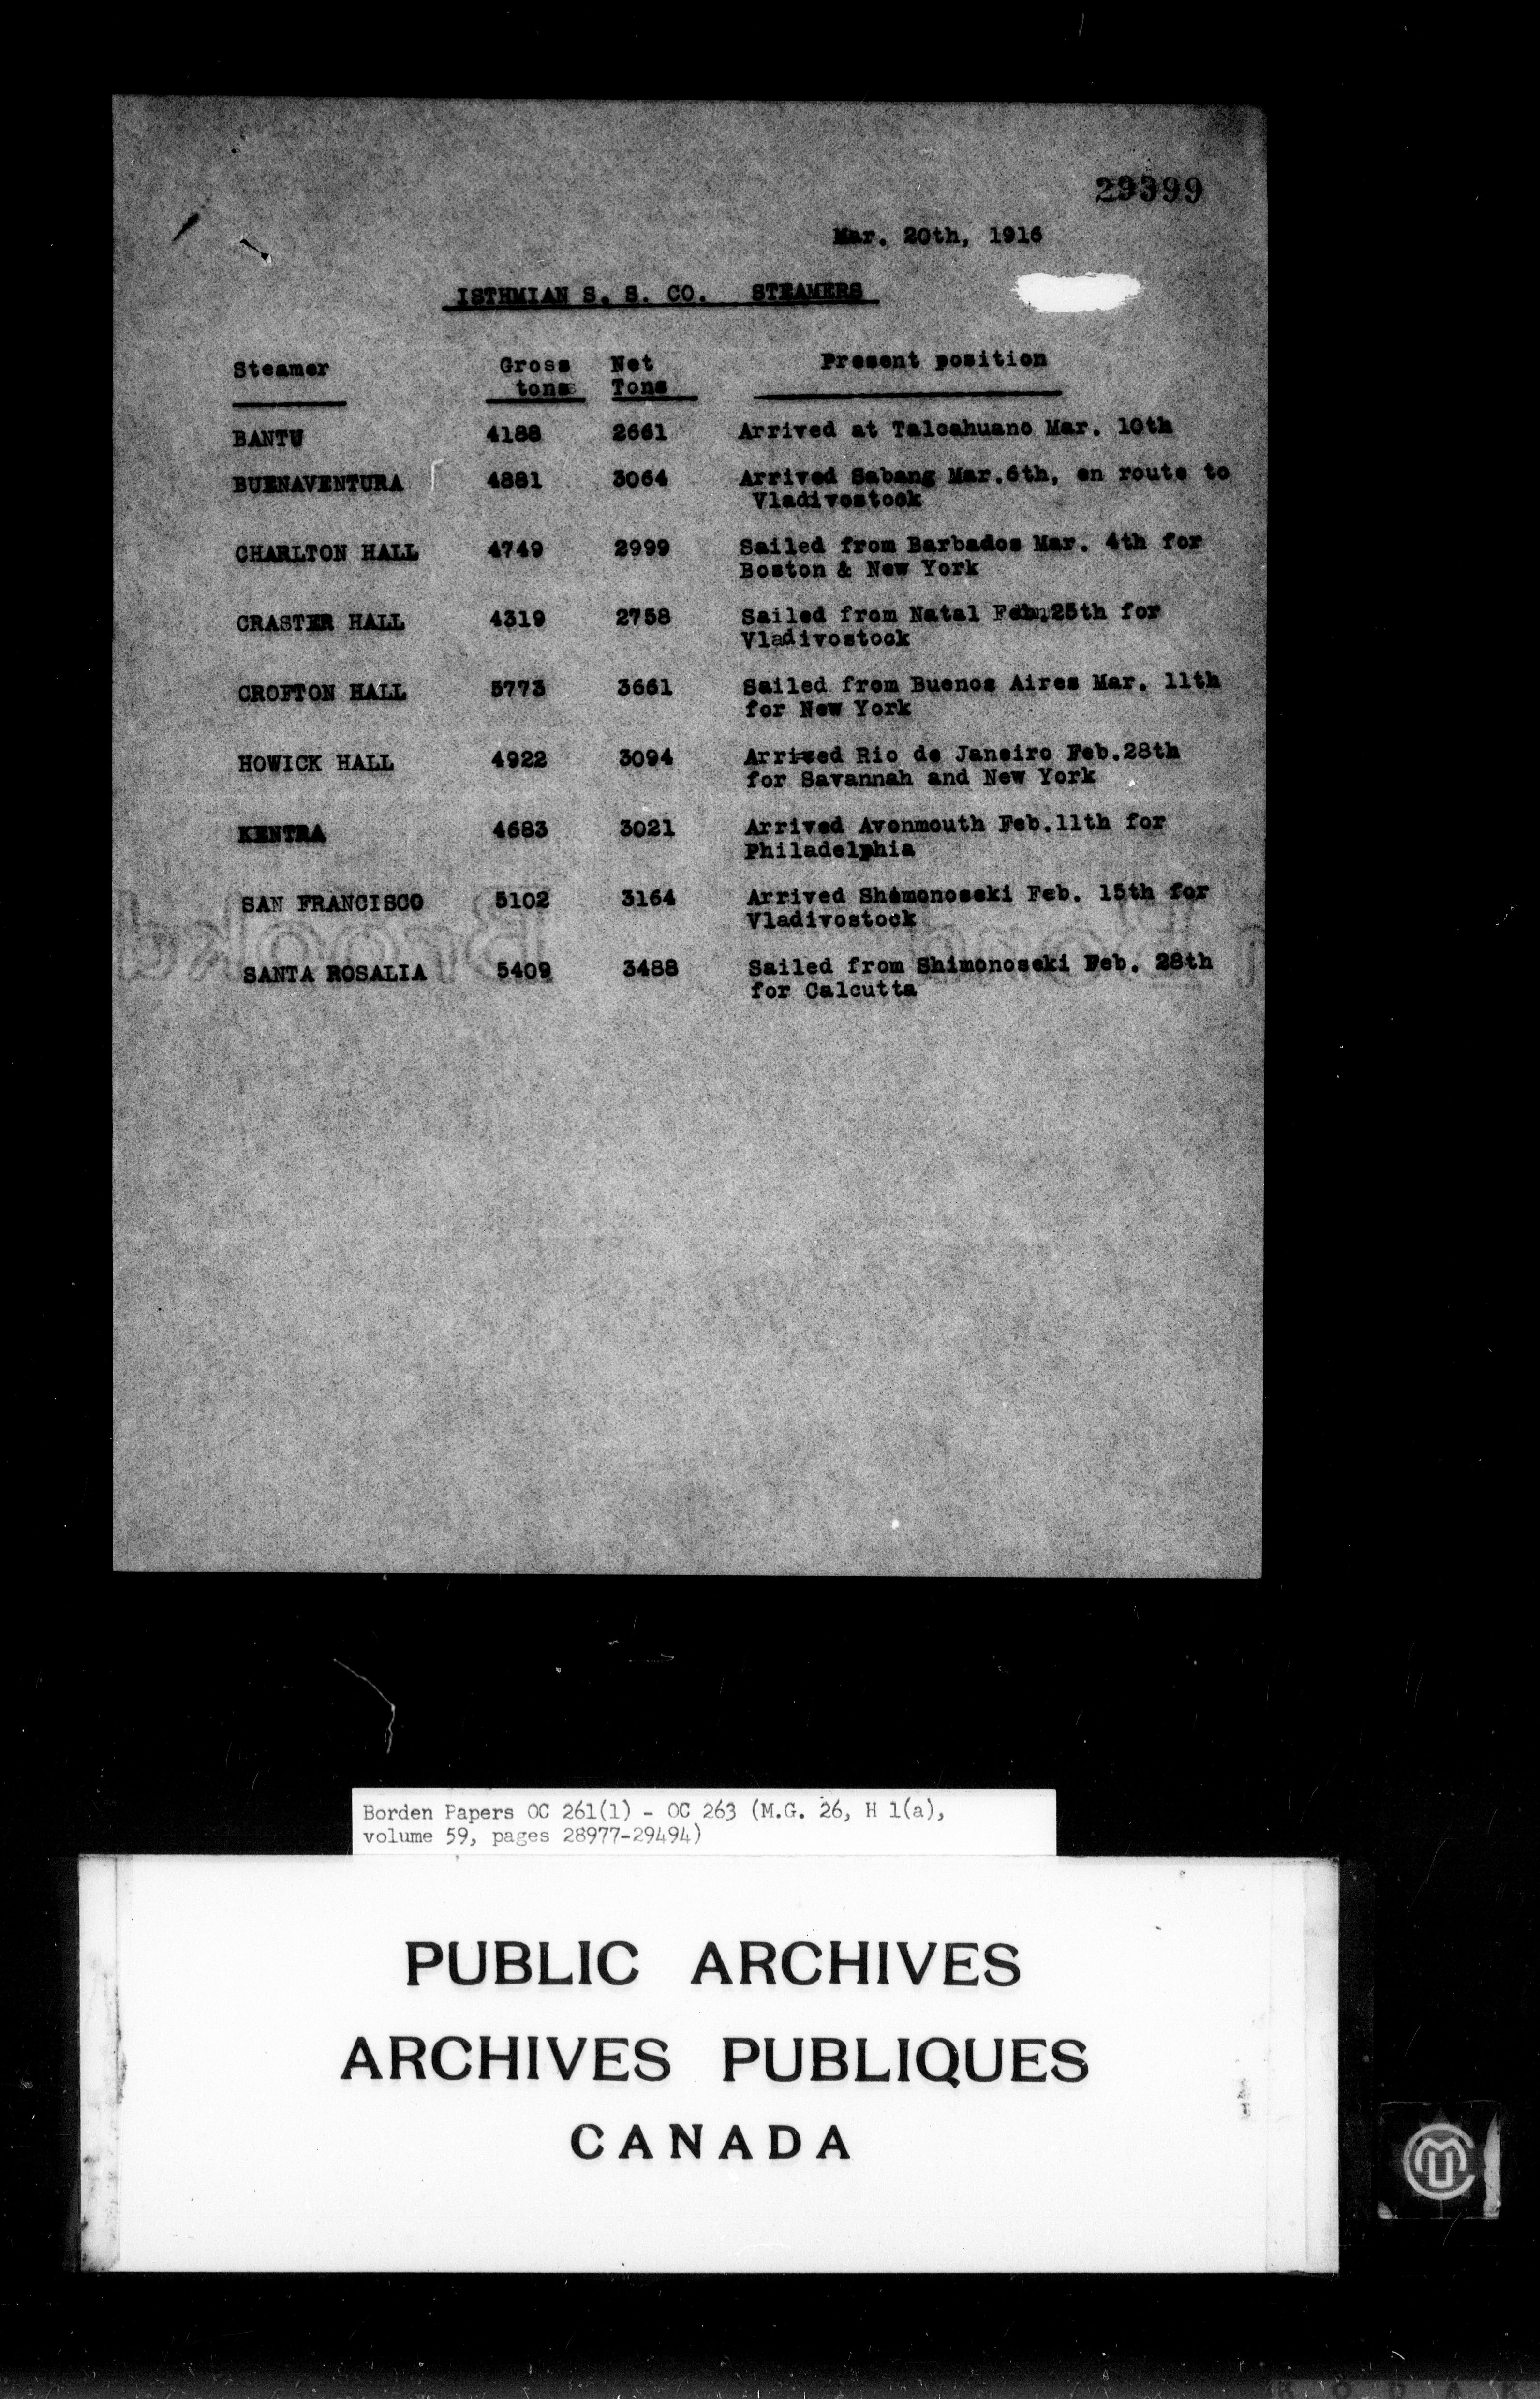 29399
Mar. 20th, 1916
ISTHMIAN S. S. CO. STEAMERS
Steamer Gross tons Net Tons Present position
BANTU 4188 2661 Arrived at Talcahuano Mar. 10th
BUENAVENTURA 4881 3064 Arrived Sabang Mar.6th, en route to
Vladivostock
CHARLTON HALL 4749 2999 Sailed from Barbados Mar. 4th for
Boston & New York
CRASTER HALL 4319 2758 Sailed from Natal Feb.25th for
Vladivostock
CROFTON HALL 5773 3661 Sailed from Buenos Aires Mar. 11th
for New York
HOWICK HALL 4922 3094 Arrived Rio de Janeiro Feb.28th
for Savannah and New York
KENTRA 4683 3021 Arrived Avonmouth Feb.11th for
Philadelphia
SAN FRANCISCO 5102 3164 Arrived Shimonoseki Feb. 15th for
Vladivostock
SANTA ROSALIA 5409 3488 Sailed from Shimonoseki Feb. 28th
for Calcutta
Borden Papers OC 261(1) - OC 263 (M.G. 26, H 1(a),
volume 59, pages 28977-29494)
PUBLIC ARCHIVES
ARCHIVES PUBLIQUES
CANADA